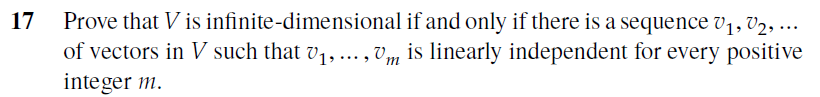 17 Prove that V is infinite-dimensional if and only if there is a sequence v₁, v₂, …
of vectors in V such that v₁, … , vₘ is linearly independent for every positive
integer m.